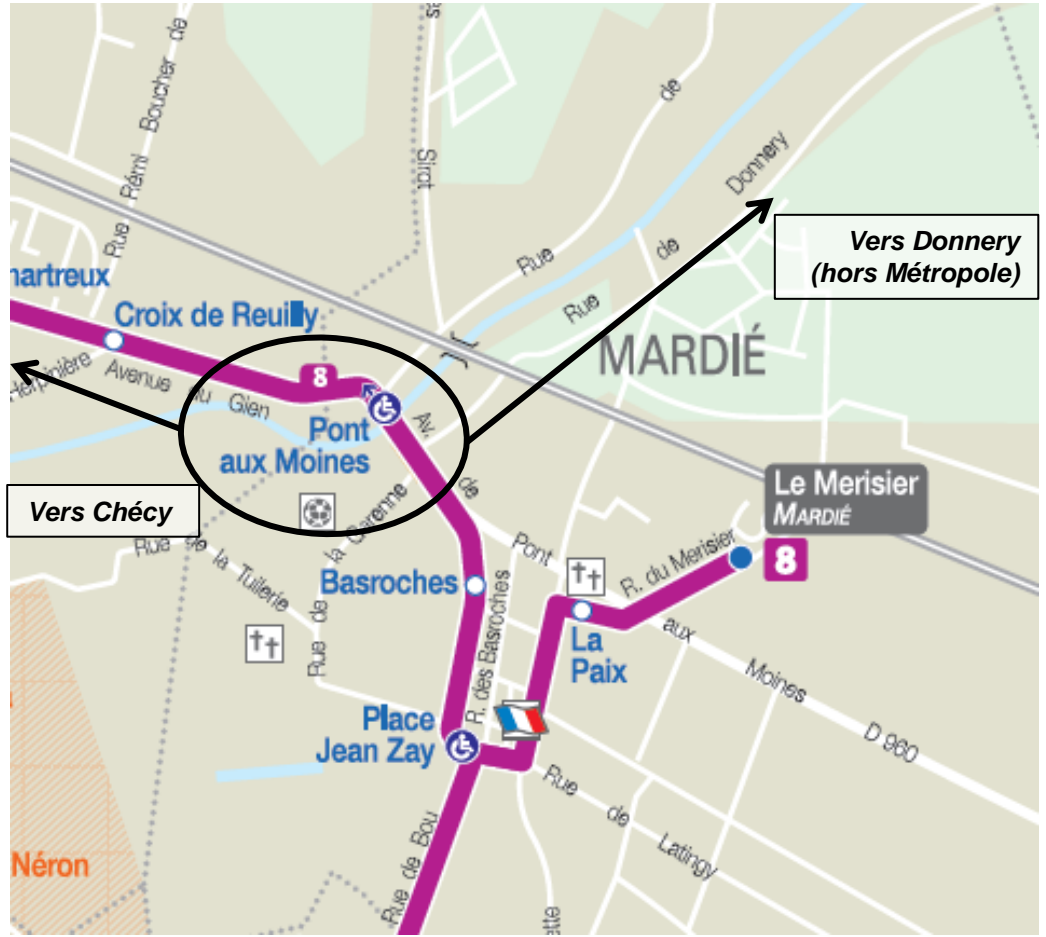 Rue Rémi Boucher de
Sirot
Rue de
Rue de Donnery
Vers Donnery
(hors Métropole)
hartreux
Croix de Reuilly
MARDIÉ
Herpinière
Avenue du Gien
8
Pont
aux Moines
Av. de Pont aux Moines
D 960
Vers Chécy
Le Merisier
MARDIÉ
8
R. du Merisier
Rue de la Tuilerie
Rue de la Garenne
Basroches
R. des Basroches
La
Paix
Place
Jean Zay
Rue de Latingy
Rue de Bou
Néron
ette